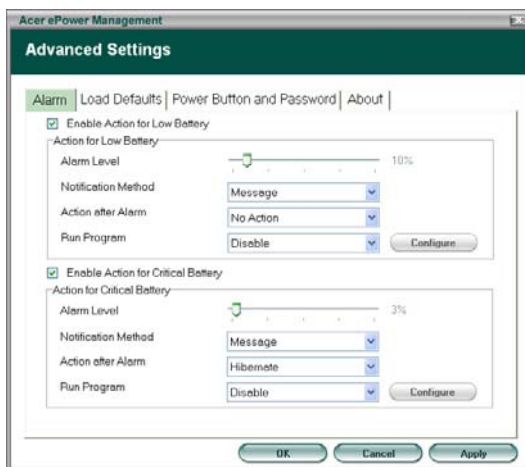 Acer ePower Management
Advanced Settings
Alarm Load Defaults Power Button and Password About
Enable Action for Low Battery
Action for Low Battery
Alarm Level 10%
Notification Method Message
Action after Alarm No Action
Run Program Disable Configure
Enable Action for Critical Battery
Action for Critical Battery
Alarm Level 3%
Notification Method Message
Action after Alarm Hibernate
Run Program Disable Configure
OK Cancel Apply